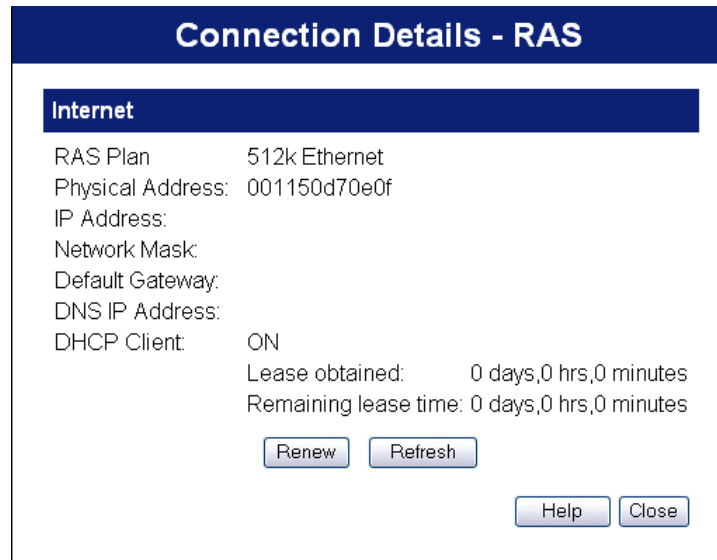 Connection Details - RAS
Internet
RAS Plan 512k Ethernet
Physical Address: 001150d70e0f
IP Address:
Network Mask:
Default Gateway:
DNS IP Address:
DHCP Client: ON
Lease obtained: 0 days,0 hrs,0 minutes
Remaining lease time: 0 days,0 hrs,0 minutes
Renew Refresh
Help Close